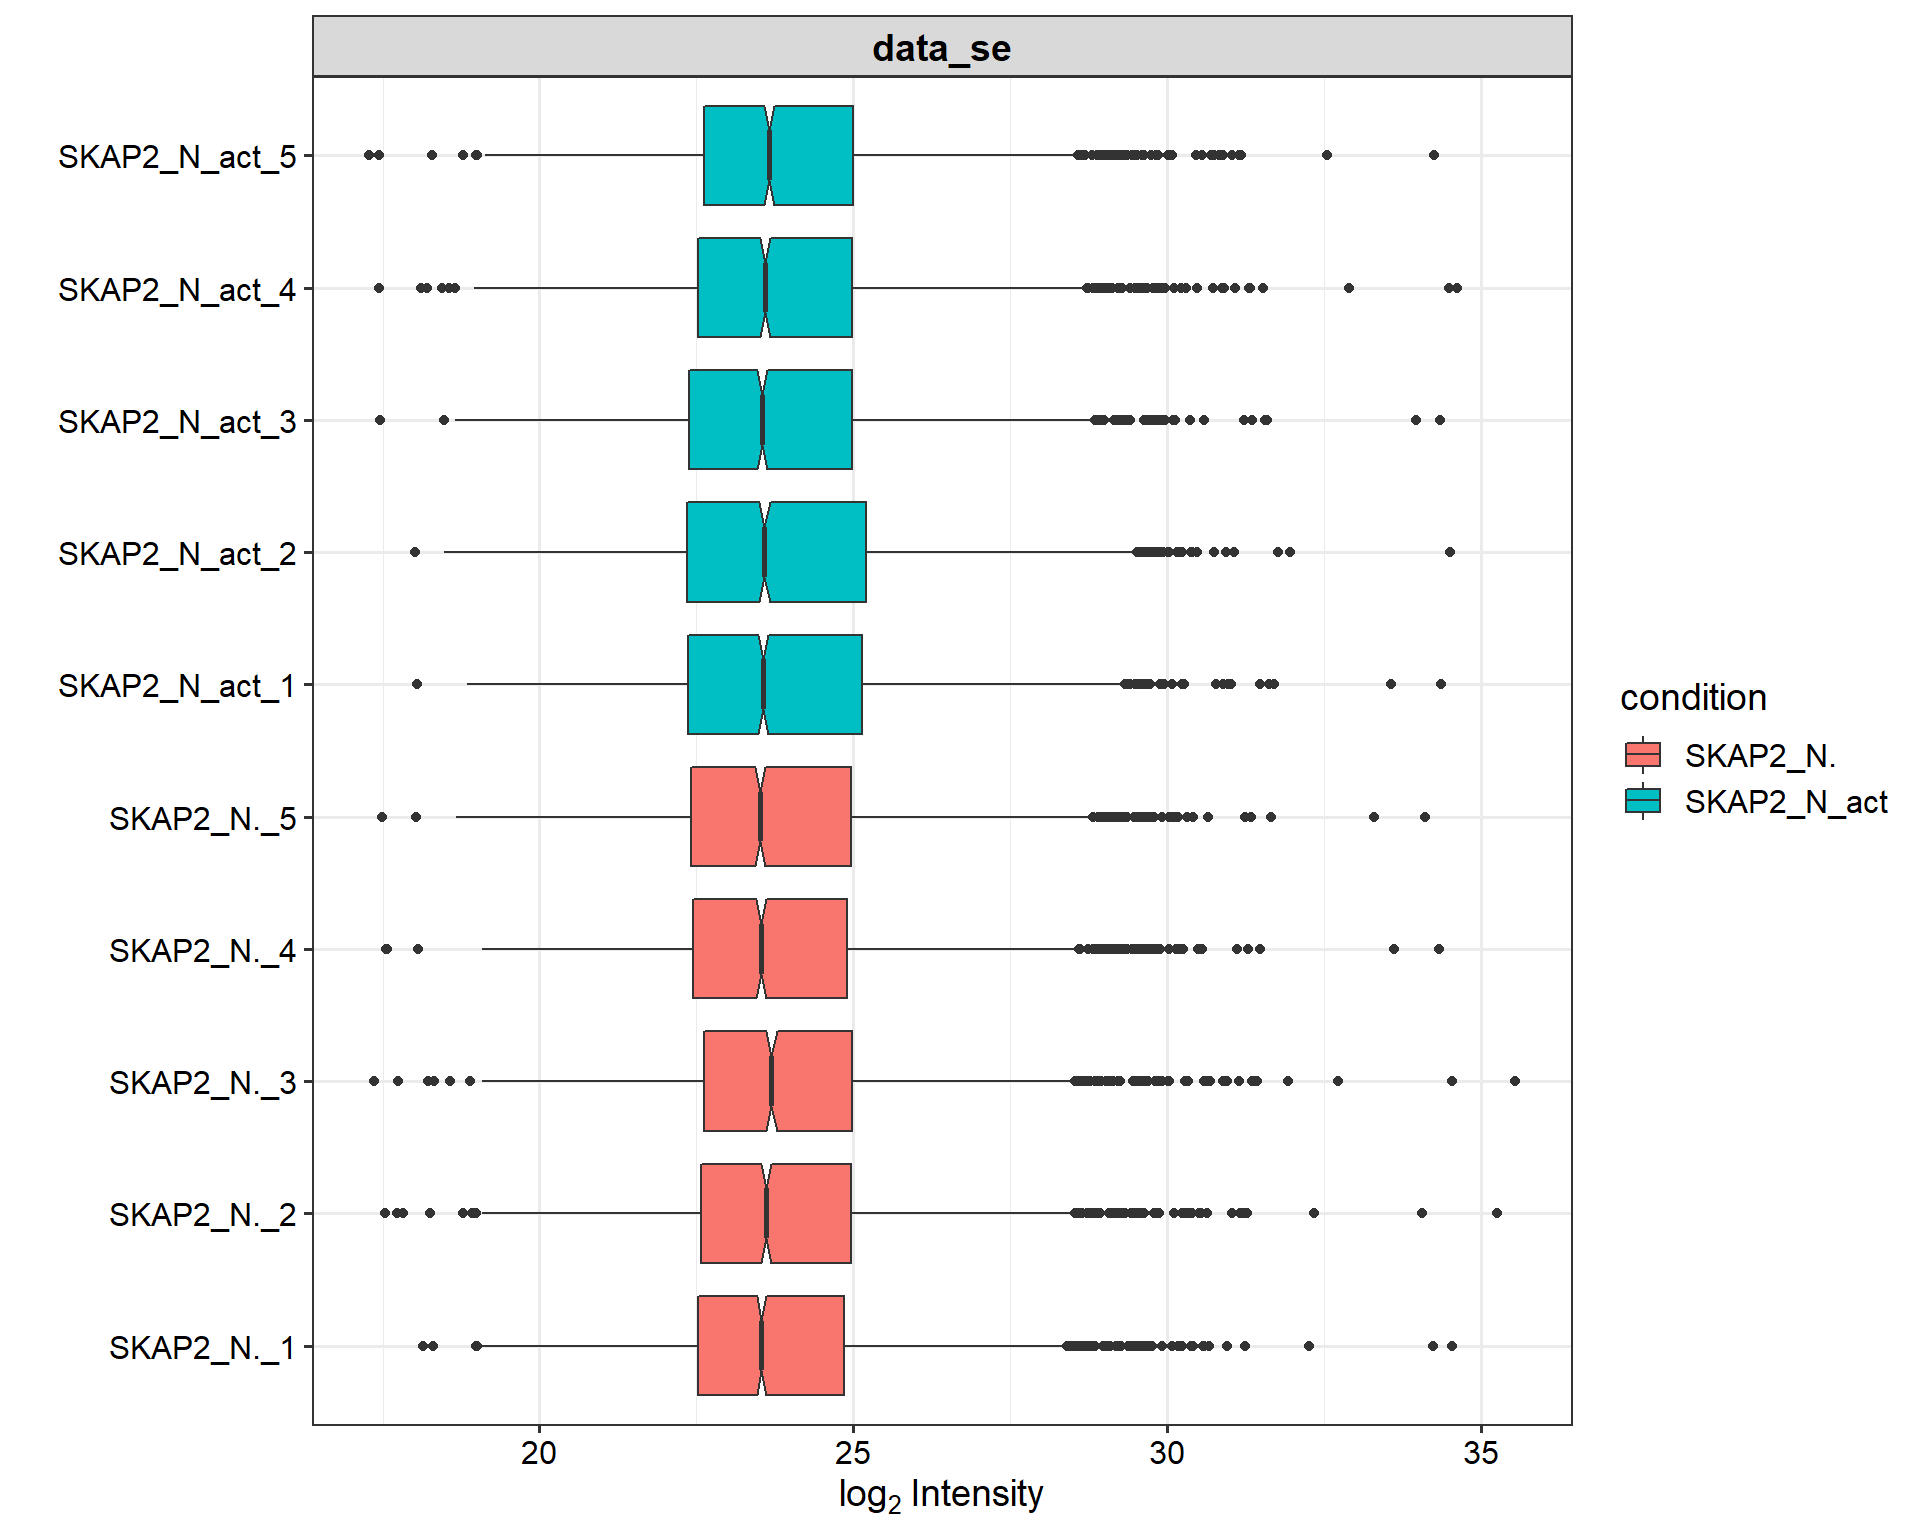 data_se
SKAP2_N_act_5
SKAP2_N_act_4
SKAP2_N_act_3
SKAP2_N_act_2
SKAP2_N_act_1
SKAP2_N._5
SKAP2_N._4
SKAP2_N._3
SKAP2_N._2
SKAP2_N._1
20 25 30 35
log2 Intensity
condition
SKAP2_N.
SKAP2_N_act